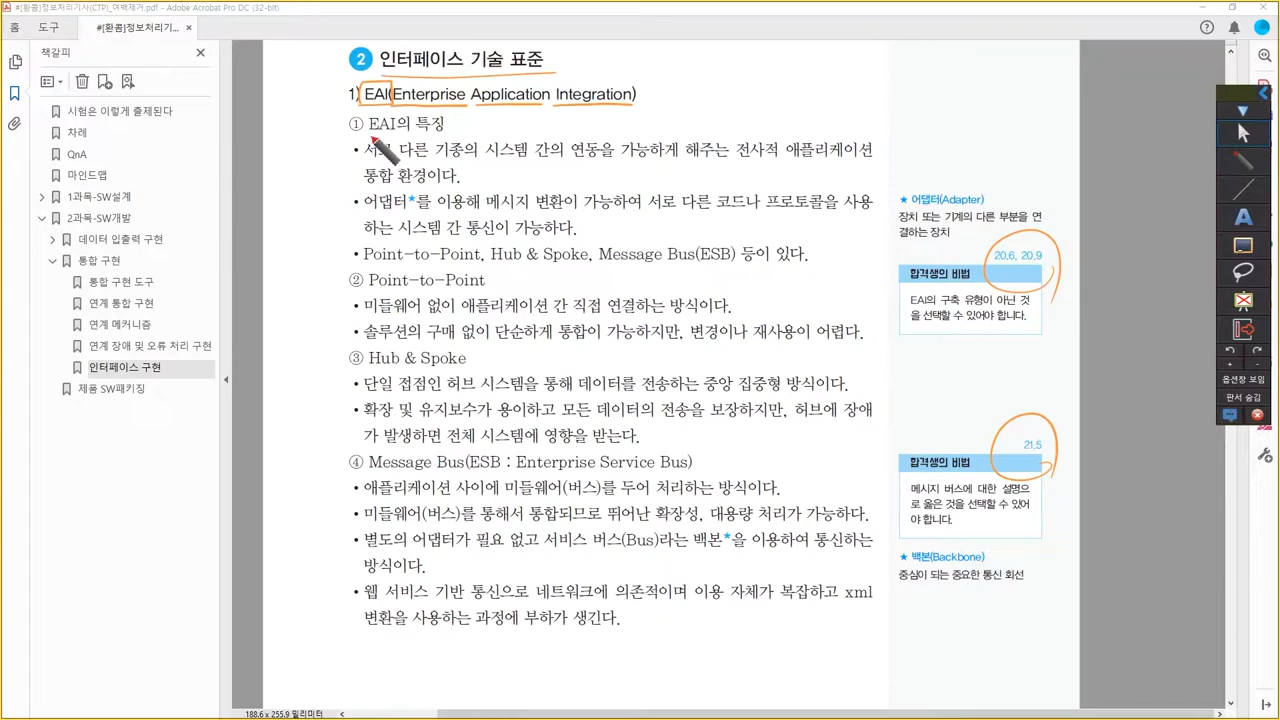 #[환콤]정보처리기사(CTP)_여백제거.pdf - Adobe Acrobat Pro DC (32-bit)
홈 도구 #[환콤]정보처리기... ×
책갈피
시험은 이렇게 출제된다
차례
QnA
마인드맵
1과목-SW설계
2과목-SW개발
데이터 입출력 구현
통합 구현
통합 구현 도구
연계 통합 구현
연계 메커니즘
연계 장애 및 오류 처리 구현
인터페이스 구현
제품 SW패키징
2 인터페이스 기술 표준
1) EAI(Enterprise Application Integration)
① EAI의 특징
• 서로 다른 기종의 시스템 간의 연동을 가능하게 해주는 전사적 애플리케이션
통합 환경이다.
• 어댑터★를 이용해 메시지 변환이 가능하여 서로 다른 코드나 프로토콜을 사용
하는 시스템 간 통신이 가능하다.
• Point-to-Point, Hub & Spoke, Message Bus(ESB) 등이 있다.
② Point-to-Point
• 미들웨어 없이 애플리케이션 간 직접 연결하는 방식이다.
• 솔루션의 구매 없이 단순하게 통합이 가능하지만, 변경이나 재사용이 어렵다.
③ Hub & Spoke
• 단일 접점인 허브 시스템을 통해 데이터를 전송하는 중앙 집중형 방식이다.
• 확장 및 유지보수가 용이하고 모든 데이터의 전송을 보장하지만, 허브에 장애
가 발생하면 전체 시스템에 영향을 받는다.
④ Message Bus(ESB : Enterprise Service Bus)
• 애플리케이션 사이에 미들웨어(버스)를 두어 처리하는 방식이다.
• 미들웨어(버스)를 통해서 통합되므로 뛰어난 확장성, 대용량 처리가 가능하다.
• 별도의 어댑터가 필요 없고 서비스 버스(Bus)라는 백본★을 이용하여 통신하는
방식이다.
• 웹 서비스 기반 통신으로 네트워크에 의존적이며 이용 자체가 복잡하고 xml
변환을 사용하는 과정에 부하가 생긴다.
★ 어댑터(Adapter)
장치 또는 기계의 다른 부분을 연
결하는 장치
20.6, 20.9
합격생의 비법
EAI의 구축 유형이 아닌 것
을 선택할 수 있어야 합니다.
21.5
합격생의 비법
메시지 버스에 대한 설명으
로 옳은 것을 선택할 수 있어
야 합니다.
★ 백본(Backbone)
중심이 되는 중요한 통신 회선
A
옵션창 보임
판서 숨김
188.6 x 255.9 밀리미터